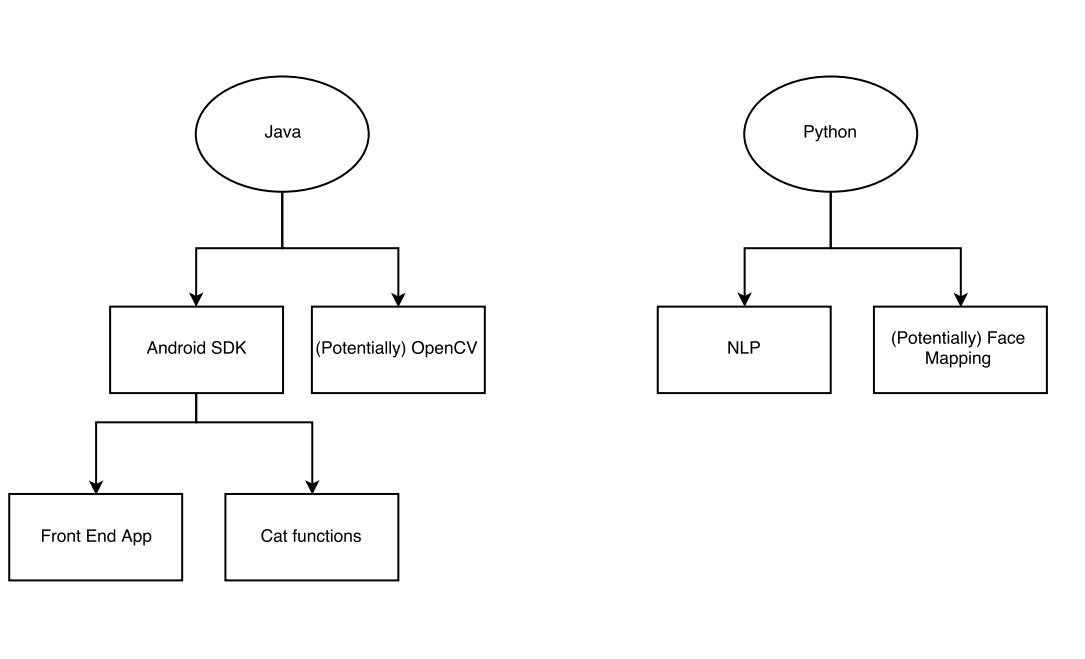 Java
Python
Android SDK
(Potentially) OpenCV
NLP
(Potentially) Face
Mapping
Front End App
Cat functions